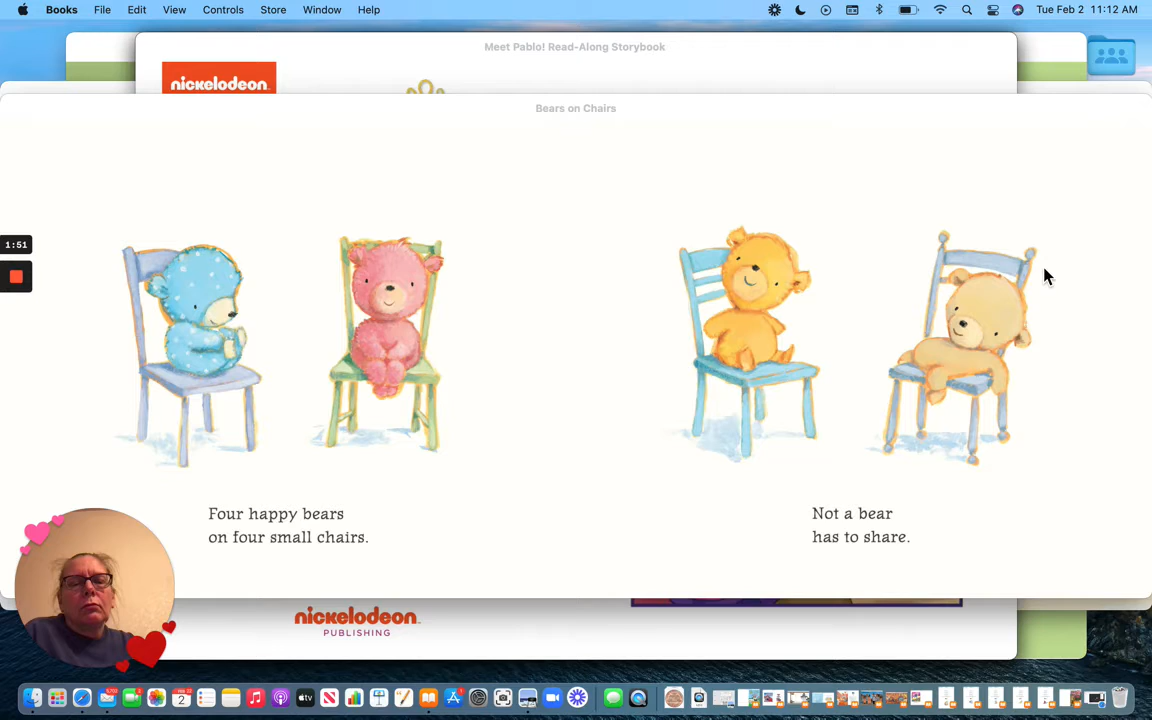 Books File Edit View Controls Store Window Help Tue Feb 2 11:12 AM
Meet Pablo! Read-Along Storybook
nickelodeon
Bears on Chairs
1:51
Four happy bears
on four small chairs.
Not a bear
has to share.
nickelodeon
PUBLISHING